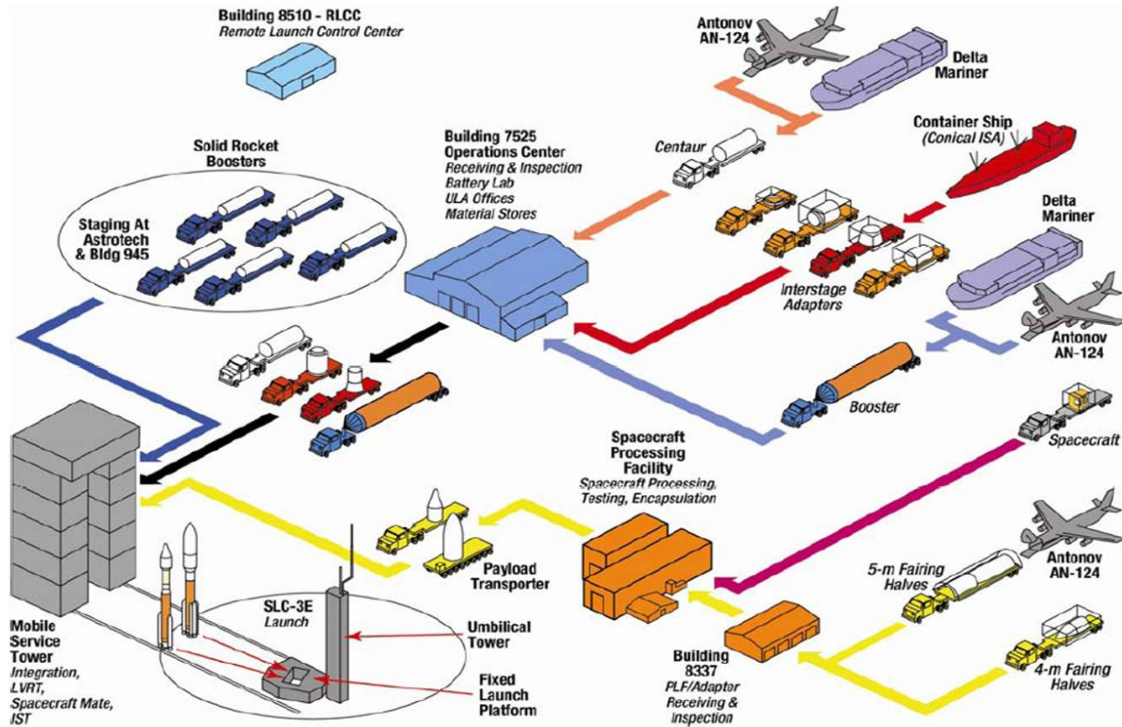 Building 8510 - RLCC
Remote Launch Control Center
Antonov
AN-124
Delta
Mariner
Solid Rocket
Boosters
Building 7525
Operations Center
Receiving & Inspection
Battery Lab
ULA Offices
Material Stores
Centaur
Container Ship
(Conical ISA)
Staging At
Astrotech
& Bldg 945
Delta
Mariner
Interstage
Adapters
Antonov
AN-124
Booster
Spacecraft
Spacecraft
Processing
Facility
Spacecraft Processing,
Testing, Encapsulation
Antonov
AN-124
5-m Fairing
Halves
Payload
Transporter
SLC-3E
Launch
Umbilical
Tower
Mobile
Service
Tower
Integration,
LVRT,
Spacecraft Mate,
IST
Fixed
Launch
Platform
Building
8337
PLF/Adaptor
Receiving &
Inspection
4-m Fairing
Halves